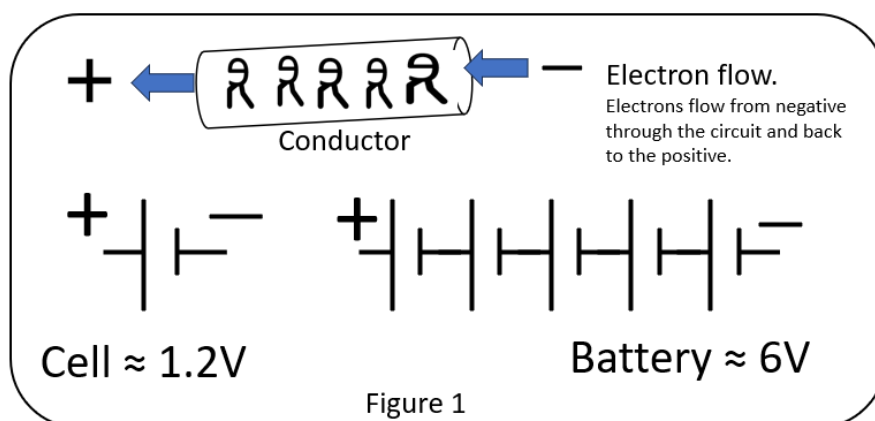 +
−
Electron flow.
Electrons flow from negative
through the circuit and back
to the positive.
Conductor
+
−
+
−
Cell ≈ 1.2V
Battery ≈ 6V
Figure 1